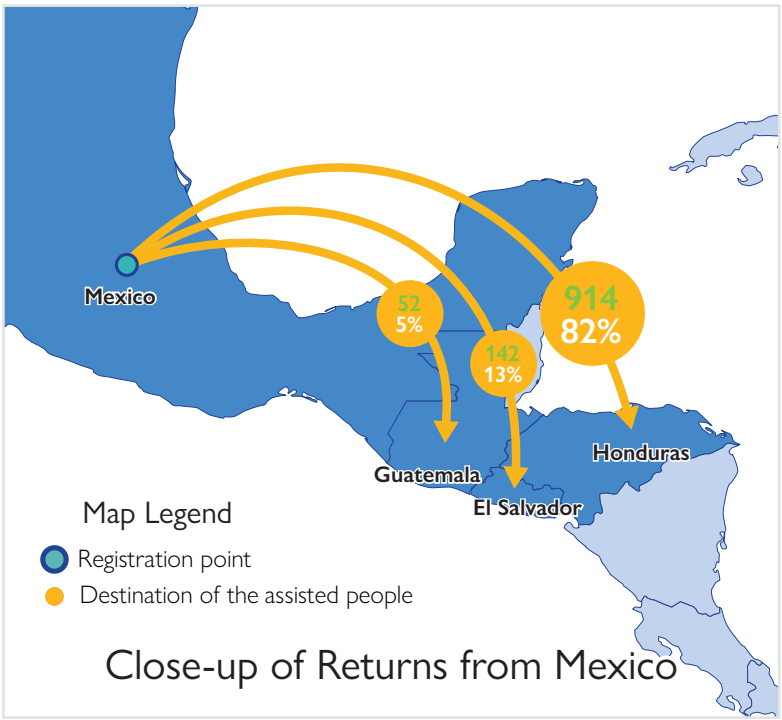 914
82%
52
5%
142
13%
Mexico
Honduras
Guatemala
El Salvador
Map Legend
Registration point
Destination of the assisted people
Close-up of Returns from Mexico